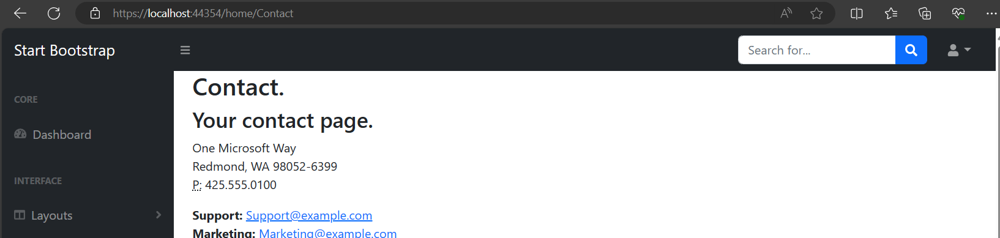 https://localhost:44354/home/Contact
Start Bootstrap
Search for...
CORE
Dashboard
INTERFACE
Layouts
Contact.
Your contact page.
One Microsoft Way
Redmond, WA 98052-6399
P: 425.555.0100
Support: Support@example.com
Marketing: Marketing@example.com